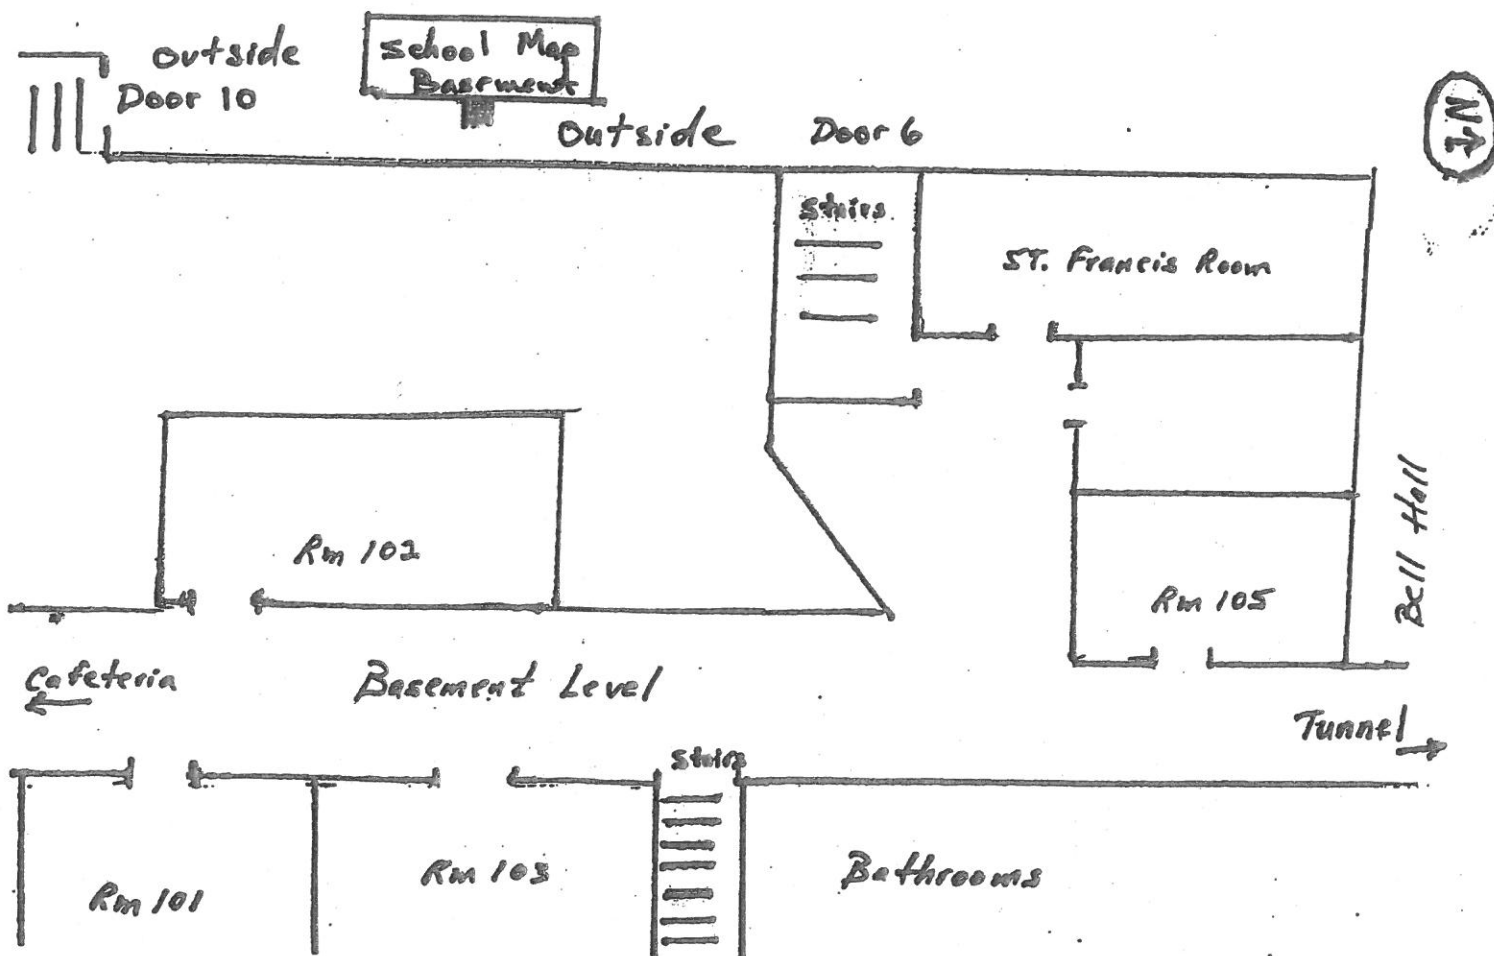 Outside
School Map
Basement
Door 10
Outside
Door 6
N
Stairs
ST. Francis Room
Rm 102
Rm 105
Bell Hall
Cafeteria
Basement Level
Tunnel
Stairs
Rm 101
Rm 103
Bathrooms